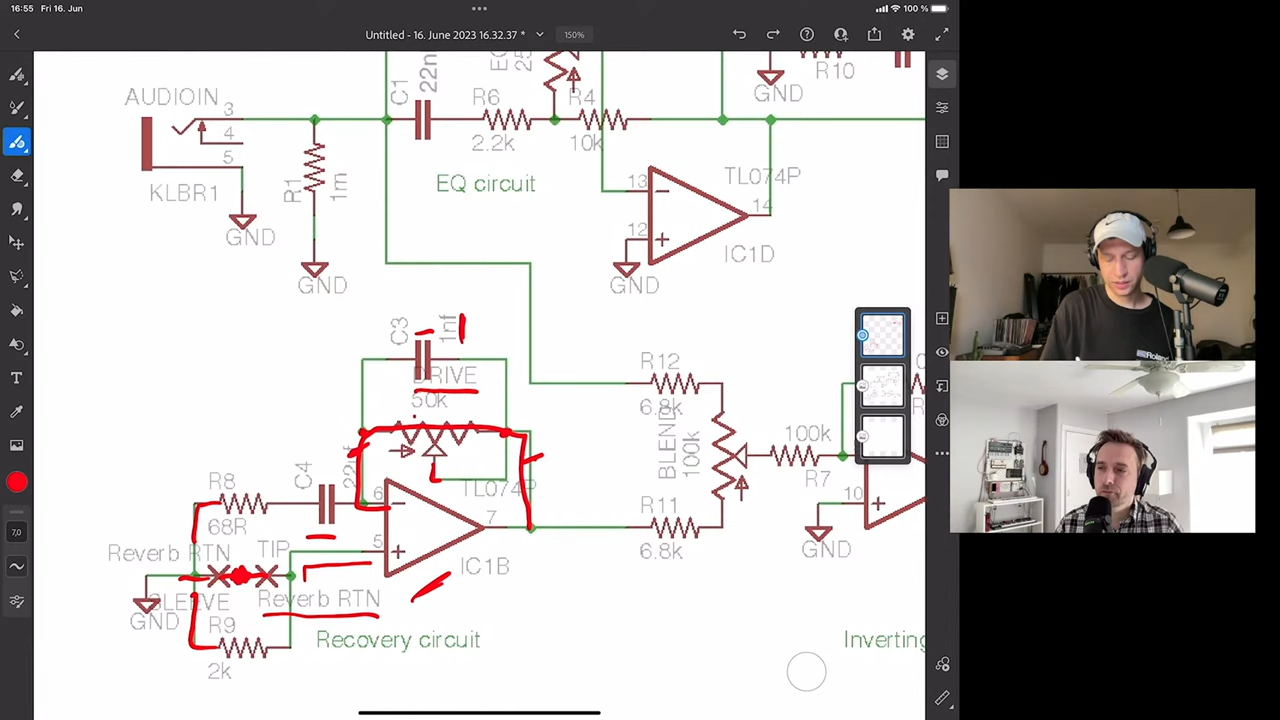 16:55 Fri 16. Jun
100 %
Untitled - 16. June 2023 16.32.37 *
150%
AUDIOIN
3
4
5
KLBR1
GND
R1
1m
GND
C1
22n
R6
2.2k
R4
10k
EQ circuit
R10
GND
13
12
TL074P
14
IC1D
GND
C3
1nf
DRIVE
50k
R8
68R
C4
6
5
7
TL074P
IC1B
Reverb RTN
TIP
SLEEVE
GND
Reverb RTN
R9
2k
Recovery circuit
R12
6.8k
BLEND
100k
R11
6.8k
100k
R7
10
GND
Inverting
7,0
Roland